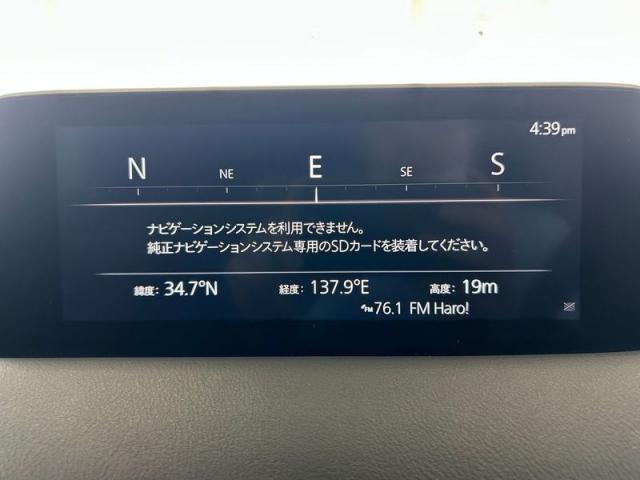 4:39pm
N NE E SE S
ナビゲーションシステムを利用できません。
純正ナビゲーションシステム専用のSDカードを装着してください。
緯度: 34.7°N 経度: 137.9°E 高度: 19m
FM 76.1 FM Haro!